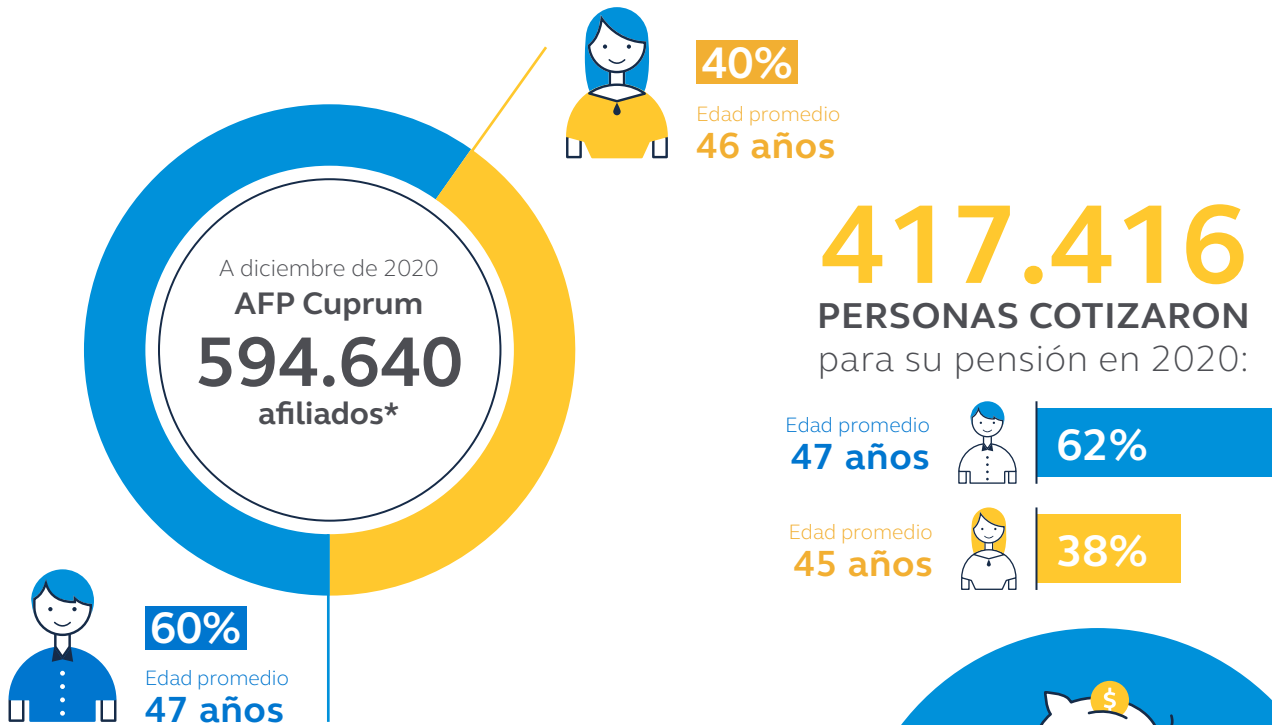 40%
Edad promedio
46 años
A diciembre de 2020
AFP Cuprum
594.640
afiliados*
60%
Edad promedio
47 años
417.416
PERSONAS COTIZARON
para su pensión en 2020:
Edad promedio
47 años
62%
Edad promedio
45 años
38%
$